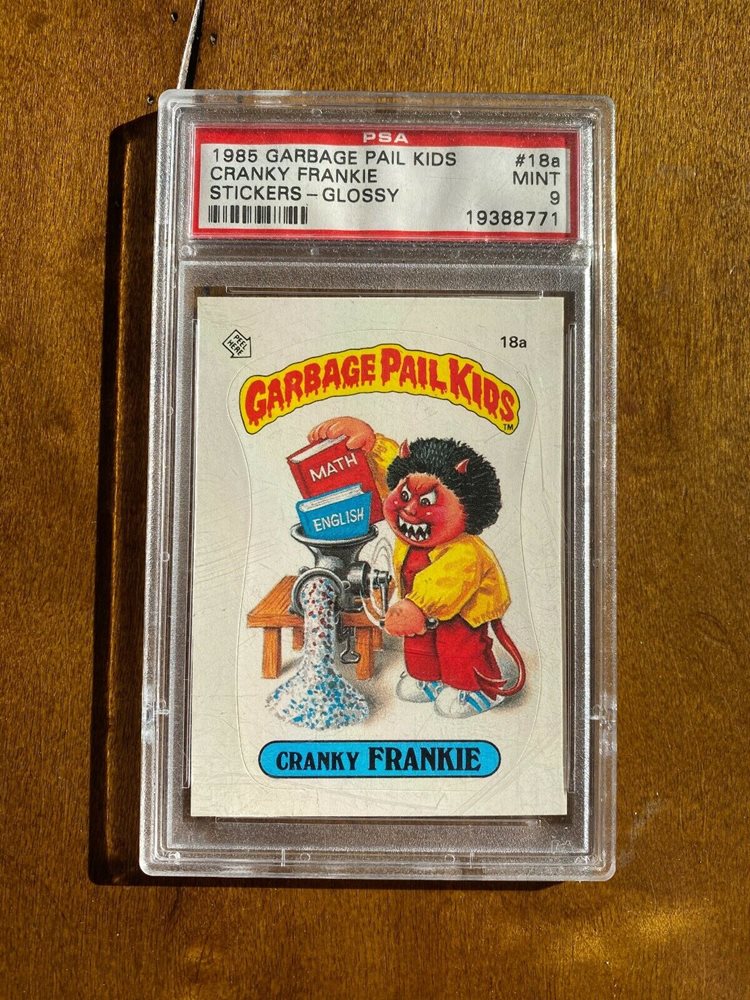 PSA
1985 GARBAGE PAIL KIDS #18a
CRANKY FRANKIE MINT
STICKERS-GLOSSY 9
19388771
PEEL HERE
18a
GARBAGE PAIL KIDS
TM
MATH
ENGLISH
CRANKY FRANKIE